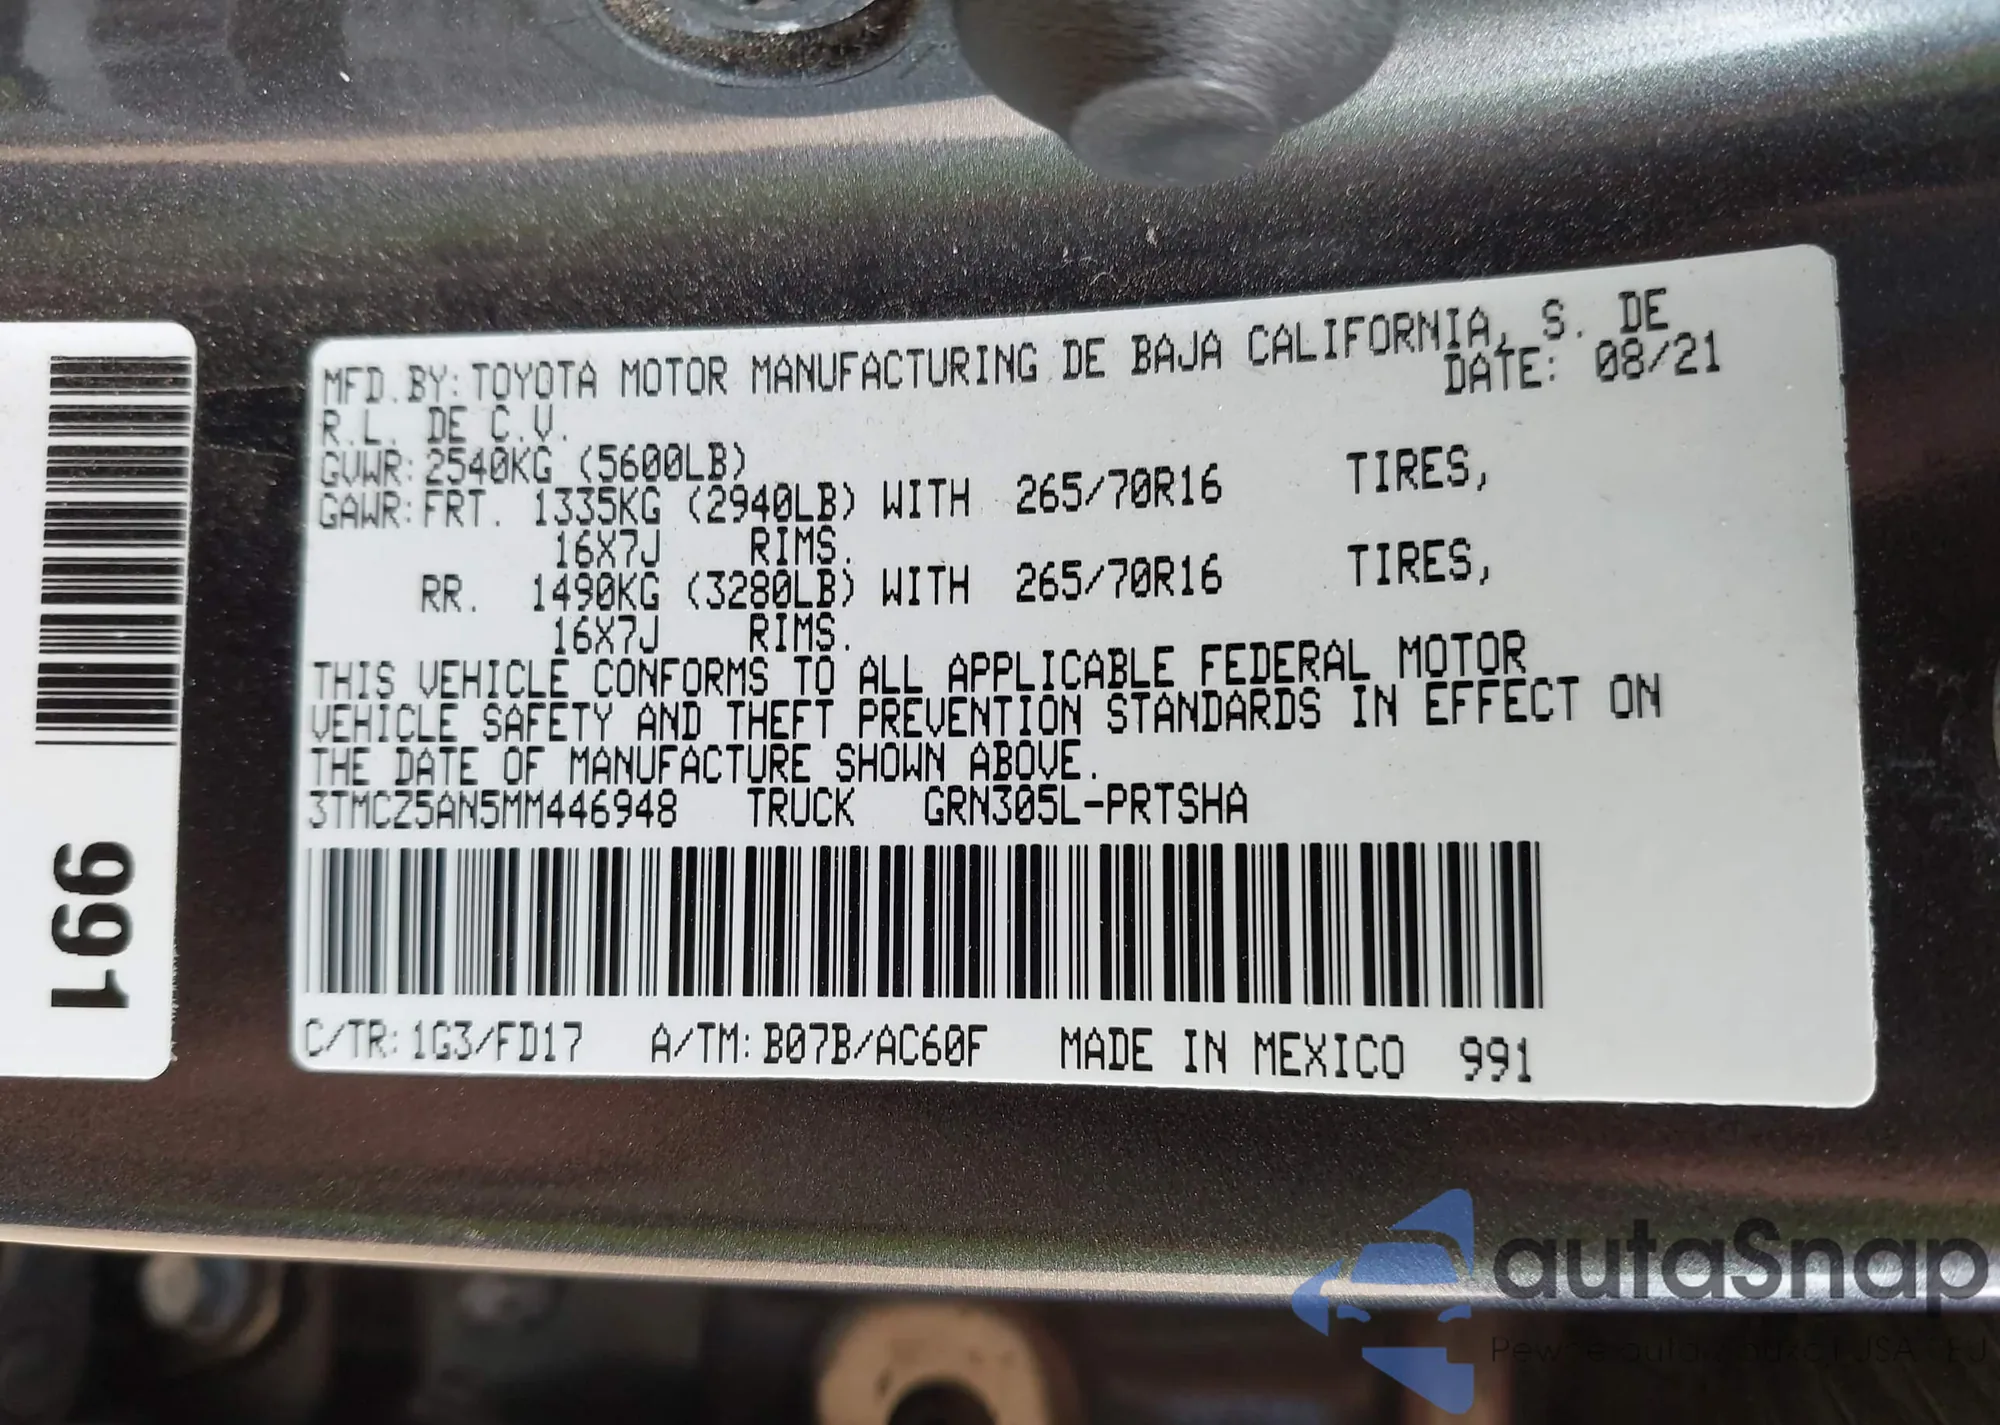 MFD.BY:TOYOTA MOTOR MANUFACTURING DE BAJA CALIFORNIA, S. DE
R.L. DE C.V. DATE: 08/21
GVWR:2540KG (5600LB)
GAWR:FRT. 1335KG (2940LB) WITH 265/70R16 TIRES,
16X7J RIMS.
RR. 1490KG (3280LB) WITH 265/70R16 TIRES,
16X7J RIMS.
THIS VEHICLE CONFORMS TO ALL APPLICABLE FEDERAL MOTOR
VEHICLE SAFETY AND THEFT PREVENTION STANDARDS IN EFFECT ON
THE DATE OF MANUFACTURE SHOWN ABOVE.
3TMCZ5AN5MM446948 TRUCK GRN305L-PRTSHA
C/TR:1G3/FD17 A/TM:B07B/AC60F MADE IN MEXICO 991
991
autaSnap